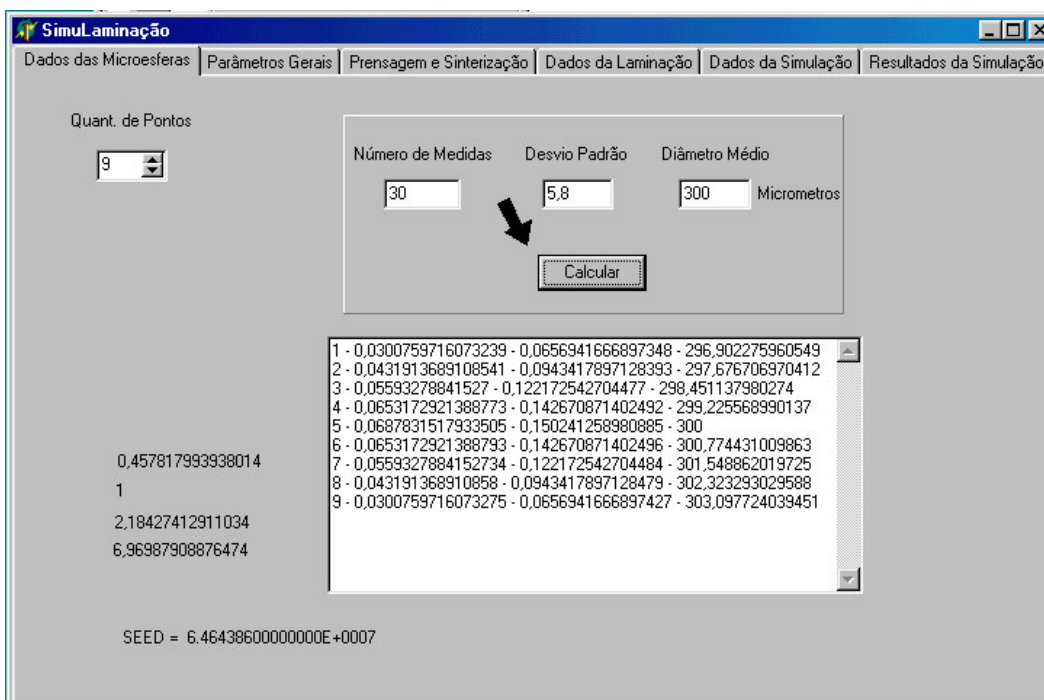 SimuLaminação
Dados das Microesferas Parâmetros Gerais Prensagem e Sinterização Dados da Laminação Dados da Simulação Resultados da Simulação
Quant. de Pontos
9
Número de Medidas Desvio Padrão Diâmetro Médio
30 5,8 300 Micrometros
Calcular
1 - 0,0300759716073239 - 0,0656941666897348 - 296,902275960549
2 - 0,0431913689108541 - 0,0943417897128393 - 297,676706970412
3 - 0,05593278841527 - 0,122172542704477 - 298,451137980274
4 - 0,0653172921388773 - 0,142670871402492 - 299,225568990137
5 - 0,0687831517933505 - 0,150241258980885 - 300
6 - 0,0653172921388793 - 0,142670871402496 - 300,774431009863
7 - 0,0559327884152734 - 0,122172542704484 - 301,548862019725
8 - 0,043191368910858 - 0,0943417897128479 - 302,323293029588
9 - 0,0300759716073275 - 0,0656941666897427 - 303,097724039451
0,457817993938014
1
2,18427412911034
6,96987908876474
SEED = 6.46438600000000E+0007